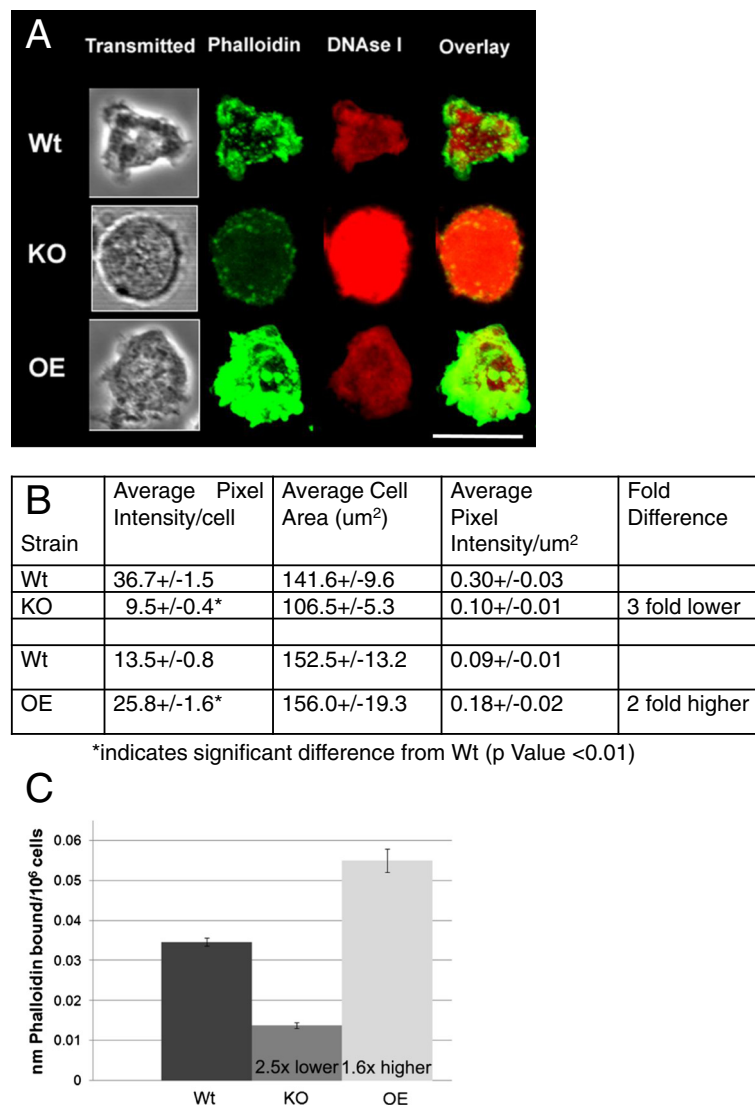 A
Transmitted Phalloidin DNAse I Overlay
Wt
KO
OE
B
Strain Average Pixel Intensity/cell Average Cell Area (um²) Average Pixel Intensity/um² Fold Difference
Wt 36.7+/-1.5 141.6+/-9.6 0.30+/-0.03
KO 9.5+/-0.4* 106.5+/-5.3 0.10+/-0.01 3 fold lower
Wt 13.5+/-0.8 152.5+/-13.2 0.09+/-0.01
OE 25.8+/-1.6* 156.0+/-19.3 0.18+/-0.02 2 fold higher
*indicates significant difference from Wt (p Value <0.01)
C
nm Phalloidin bound/10⁶ cells
0.06
0.05
0.04
0.03
0.02
0.01
0
2.5x lower 1.6x higher
Wt KO OE